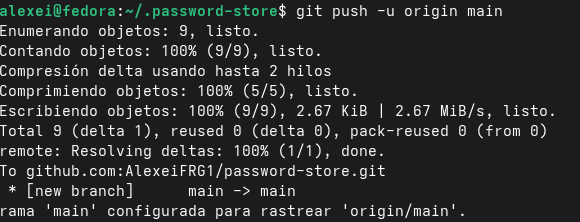 alexei@fedora:~/.password-store$ git push -u origin main
Enumerando objetos: 9, listo.
Contando objetos: 100% (9/9), listo.
Compresión delta usando hasta 2 hilos
Comprimiendo objetos: 100% (5/5), listo.
Escribiendo objetos: 100% (9/9), 2.67 KiB | 2.67 MiB/s, listo.
Total 9 (delta 1), reused 0 (delta 0), pack-reused 0 (from 0)
remote: Resolving deltas: 100% (1/1), done.
To github.com:AlexeiFRG1/password-store.git
 * [new branch]      main -> main
rama 'main' configurada para rastrear 'origin/main'.